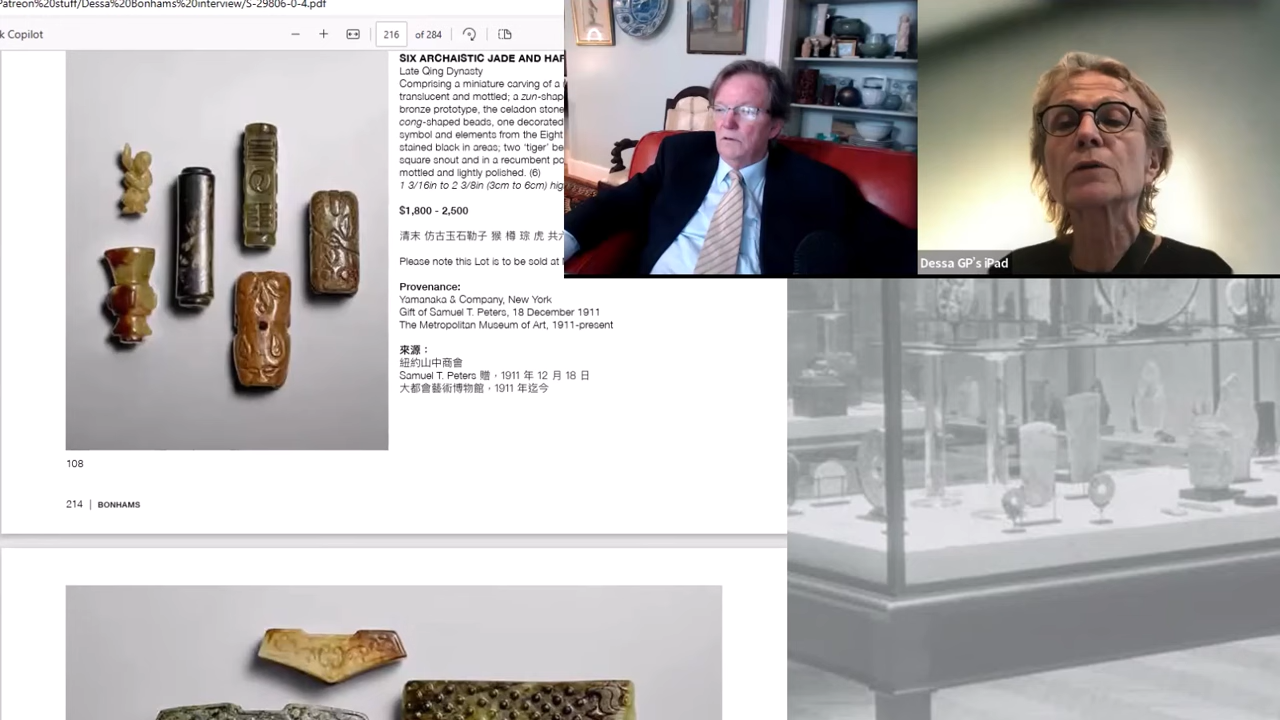 Patreon%20stuff/Dessa%20Bonhams%20interview/S-29806-0-4.pdf
k Copilot
216 of 284
SIX ARCHAISTIC JADE AND
Late Qing Dynasty
Comprising a miniature carving of a
translucent and mottled; a zun-shap
bronze prototype, the celadon stone
cong-shaped beads, one decorated
symbol and elements from the Eight
stained black in areas; two 'tiger' be
square snout and in a recumbent po
mottled and lightly polished. (6)
1 3/16in to 2 3/8in (3cm to 6cm) hig
$1,800 - 2,500
清末 仿古玉石勒子 猴 樽 琮 虎 共六
Please note this Lot is to be sold at
Provenance:
Yamanaka & Company, New York
Gift of Samuel T. Peters, 18 December 1911
The Metropolitan Museum of Art, 1911-present
來源：
紐約山中商會
Samuel T. Peters 贈，1911 年 12 月 18 日
大都會藝術博物館，1911 年迄今
108
214 | BONHAMS
Dessa GP's iPad